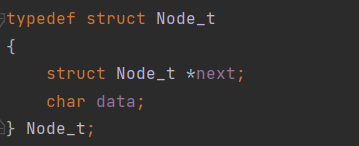 typedef struct Node_t
{
    struct Node_t *next;
    char data;
} Node_t;